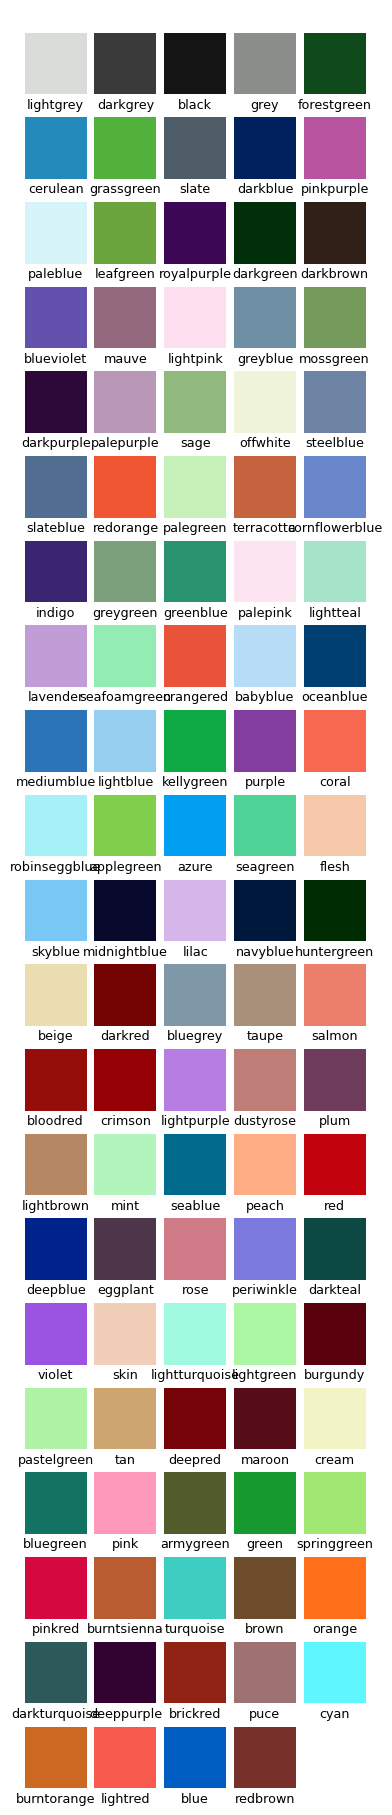 lightgrey darkgrey black grey forestgreen
cerulean grassgreen slate darkblue pinkpurple
paleblue leafgreen royalpurple darkgreen darkbrown
blueviolet mauve lightpink greyblue mossgreen
darkpurple palepurple sage offwhite steelblue
slateblue redorange palegreen terracotta cornflowerblue
indigo greygreen greenblue palepink lightteal
lavender seafoamgreen orangered babyblue oceanblue
mediumblue lightblue kellygreen purple coral
robinseggblue applegreen azure seagreen flesh
skyblue midnightblue lilac navyblue huntergreen
beige darkred bluegrey taupe salmon
bloodred crimson lightpurple dustyrose plum
lightbrown mint seablue peach red
deepblue eggplant rose periwinkle darkteal
violet skin lightturquoise lightgreen burgundy
pastelgreen tan deepred maroon cream
bluegreen pink armygreen green springgreen
pinkred burntsienna turquoise brown orange
darkturquoise deeppurple brickred puce cyan
burntorange lightred blue redbrown